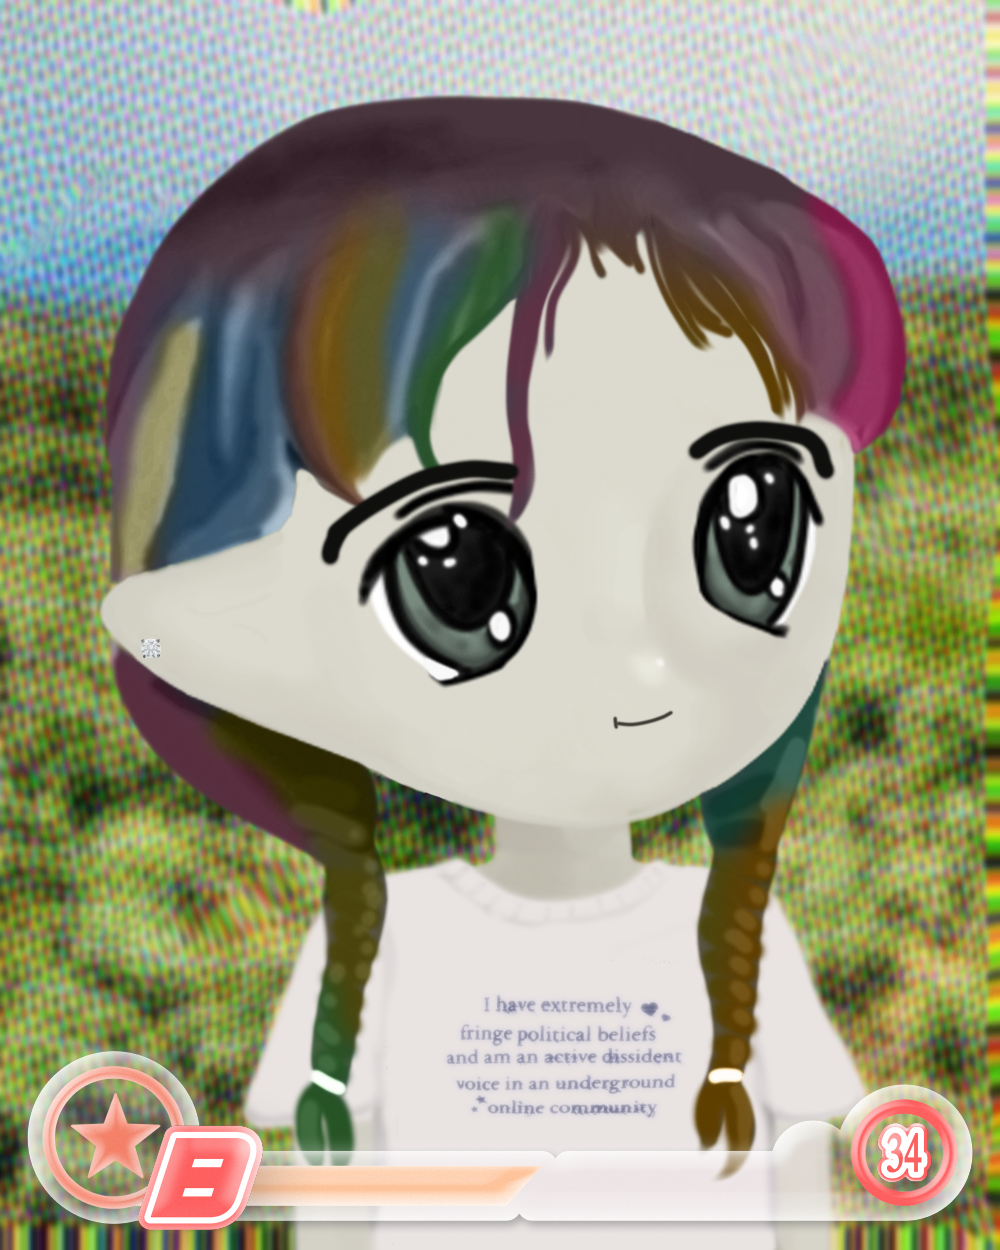 I have extremely
fringe political beliefs
and am an active dissident
voice in an underground
online community
B
34